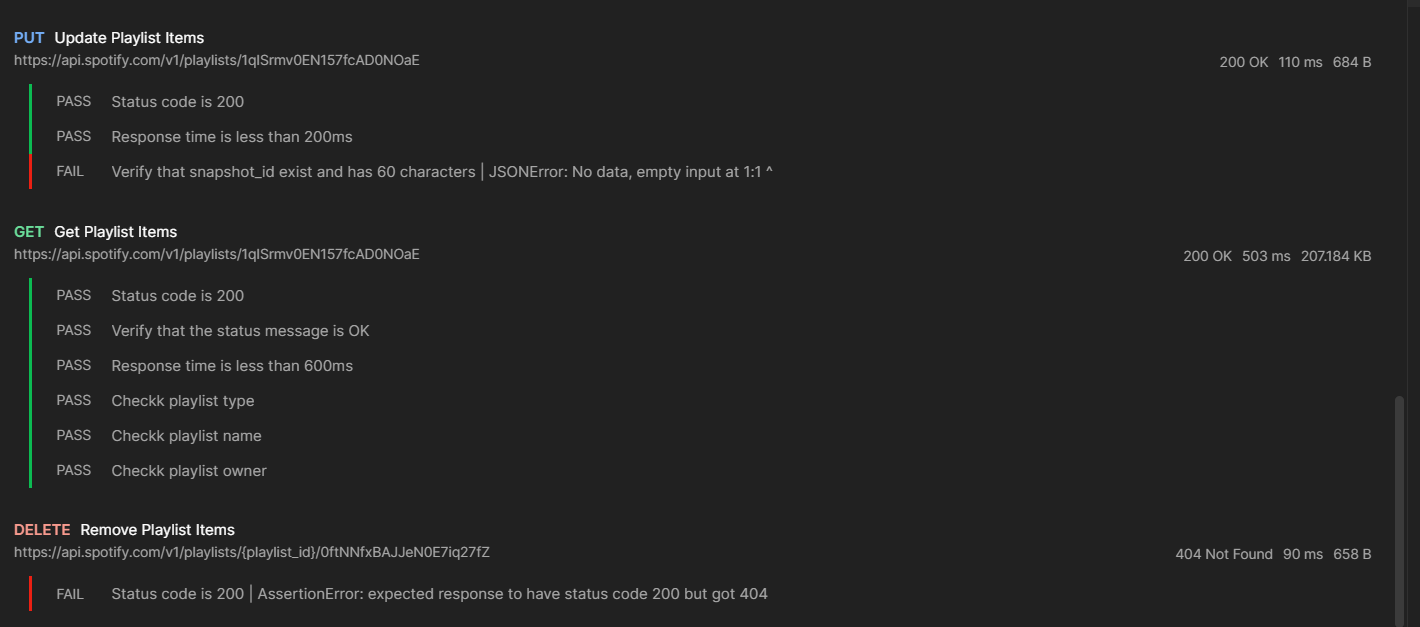 PUT Update Playlist Items
https://api.spotify.com/v1/playlists/1qlSrmv0EN157fcAD0NOaE
200 OK 110 ms 684 B
PASS Status code is 200
PASS Response time is less than 200ms
FAIL Verify that snapshot_id exist and has 60 characters | JSONError: No data, empty input at 1:1 ^
GET Get Playlist Items
https://api.spotify.com/v1/playlists/1qlSrmv0EN157fcAD0NOaE
200 OK 503 ms 207.184 KB
PASS Status code is 200
PASS Verify that the status message is OK
PASS Response time is less than 600ms
PASS Checkk playlist type
PASS Checkk playlist name
PASS Checkk playlist owner
DELETE Remove Playlist Items
https://api.spotify.com/v1/playlists/{playlist_id}/0ftNNfxBAJJeN0E7iq27fZ
404 Not Found 90 ms 658 B
FAIL Status code is 200 | AssertionError: expected response to have status code 200 but got 404